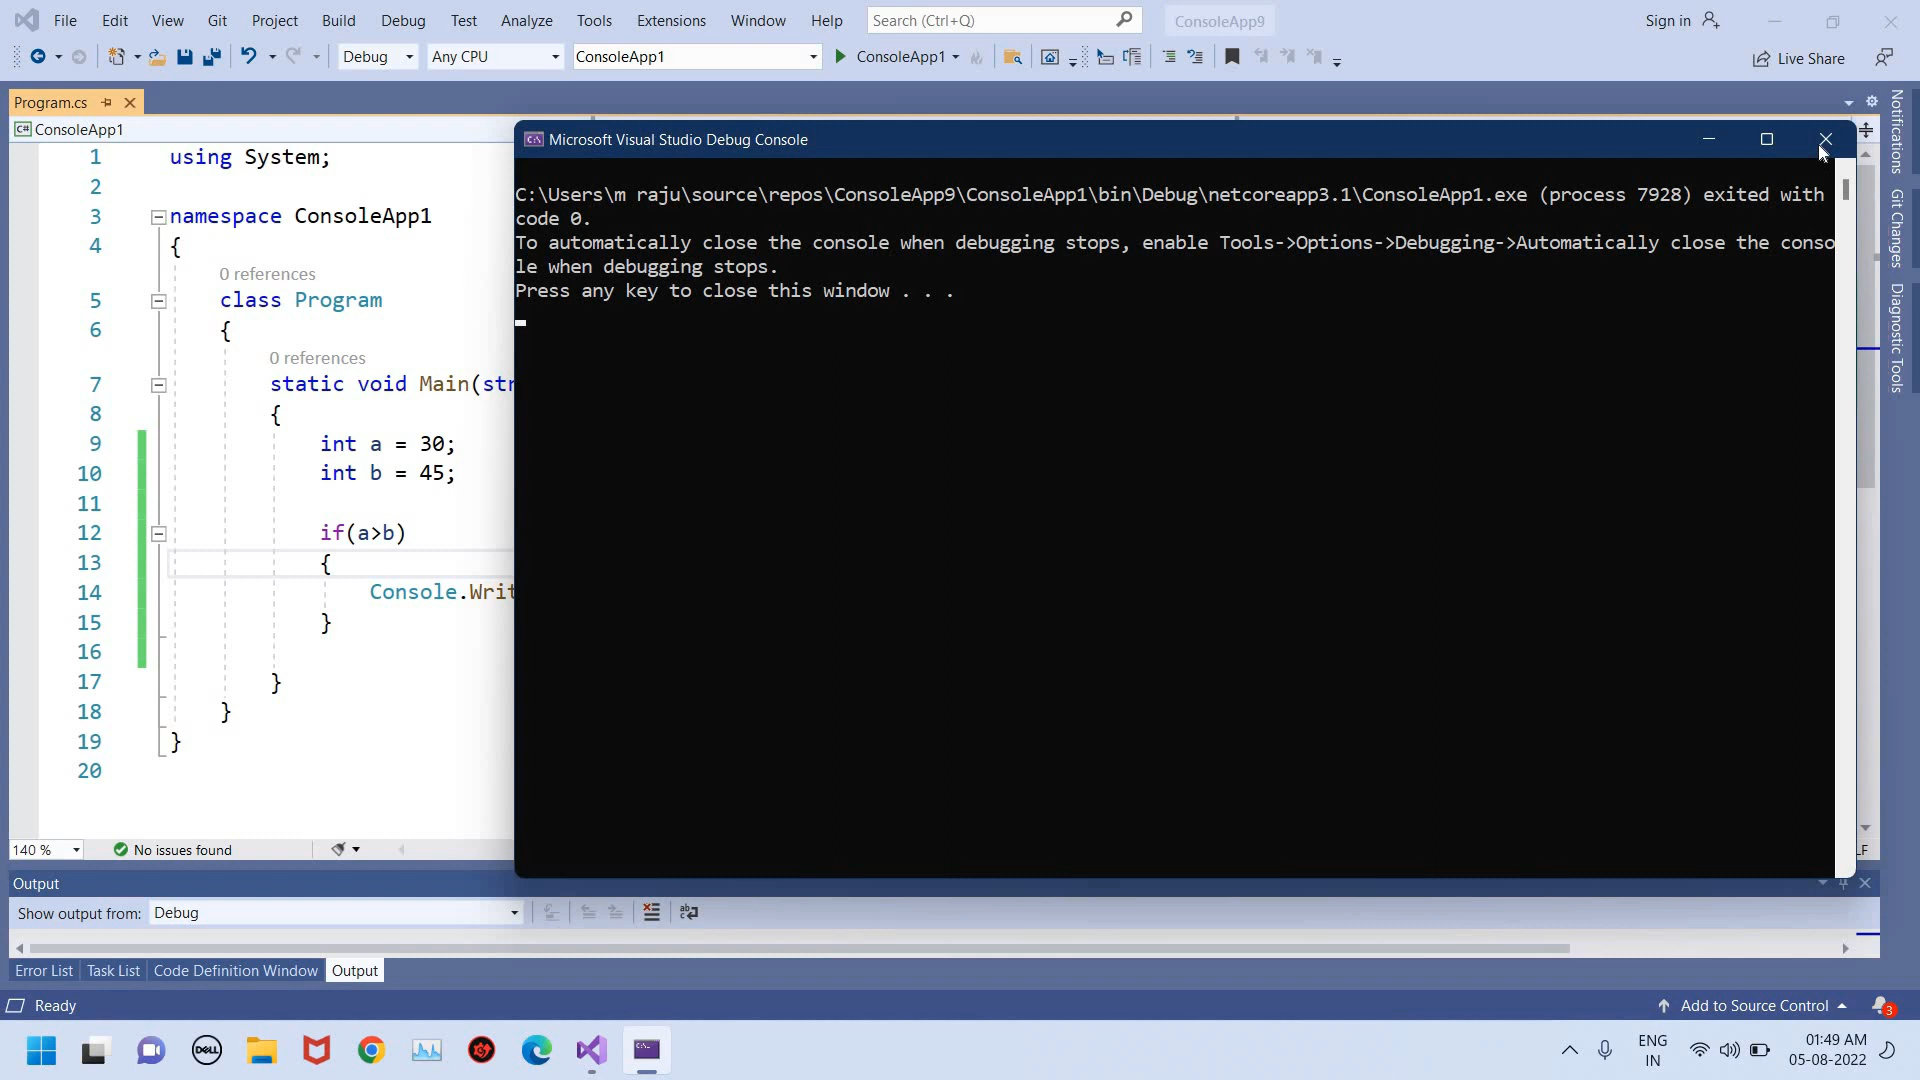 File Edit View Git Project Build Debug Test Analyze Tools Extensions Window Help Search (Ctrl+Q) ConsoleApp9 Sign in
Debug Any CPU ConsoleApp1 ConsoleApp1 Live Share
Program.cs
C# ConsoleApp1
Microsoft Visual Studio Debug Console
C:\Users\m raju\source\repos\ConsoleApp9\ConsoleApp1\bin\Debug\netcoreapp3.1\ConsoleApp1.exe (process 7928) exited with
code 0.
To automatically close the console when debugging stops, enable Tools->Options->Debugging->Automatically close the conso
le when debugging stops.
Press any key to close this window . . .
1 using System;
2
3 namespace ConsoleApp1
4 {
0 references
5 class Program
6 {
0 references
7 static void Main(str
8 {
9 int a = 30;
10 int b = 45;
11
12 if(a>b)
13 {
14 Console.Writ
15 }
16
17 }
18 }
19 }
20
Notifications
Git Changes
Diagnostic Tools
140 % No issues found LF
Output
Show output from: Debug
Error List Task List Code Definition Window Output
Ready Add to Source Control 3
DELL
ENG
IN
01:49 AM
05-08-2022